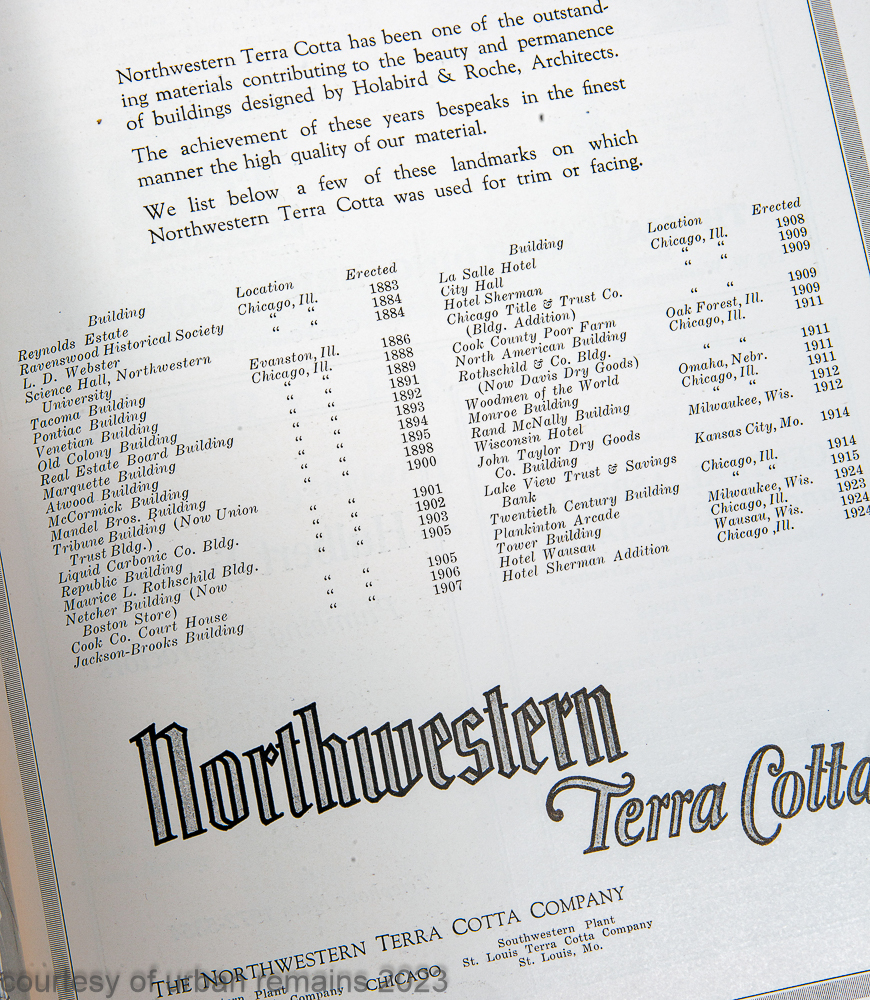 Northwestern Terra Cotta has been one of the outstand-
ing materials contributing to the beauty and permanence
of buildings designed by Holabird & Roche, Architects.
The achievement of these years bespeaks in the finest
manner the high quality of our material.
We list below a few of these landmarks on which
Northwestern Terra Cotta was used for trim or facing.
Building Location Erected
Reynolds Estate Chicago, Ill. 1883
Ravenswood Historical Society “ “ 1884
L. D. Webster “ “ 1884
Science Hall, Northwestern
University Evanston, Ill. 1886
Tacoma Building Chicago, Ill. 1888
Pontiac Building “ “ 1889
Venetian Building “ “ 1891
Old Colony Building “ “ 1892
Real Estate Board Building “ “ 1893
Marquette Building “ “ 1894
Atwood Building “ “ 1895
McCormick Building “ “ 1898
Mandel Bros. Building “ “ 1900
Tribune Building (Now Union
Trust Bldg.) “ “ 1901
Liquid Carbonic Co. Bldg. “ “ 1902
Republic Building “ “ 1903
Maurice L. Rothschild Bldg. “ “ 1905
Netcher Building (Now
Boston Store) “ “ 1905
Cook Co. Court House “ “ 1906
Jackson-Brooks Building “ “ 1907
Building Location Erected
La Salle Hotel Chicago, Ill. 1908
City Hall “ “ 1909
Hotel Sherman “ “ 1909
Chicago Title & Trust Co.
(Bldg. Addition) “ “ 1909
Cook County Poor Farm Oak Forest, Ill. 1909
North American Building Chicago, Ill. 1911
Rothschild & Co. Bldg.
(Now Davis Dry Goods) “ “ 1911
Woodmen of the World Omaha, Nebr. 1911
Monroe Building Chicago, Ill. 1911
Rand McNally Building “ “ 1912
Wisconsin Hotel Milwaukee, Wis. 1912
John Taylor Dry Goods
Co. Building Kansas City, Mo. 1914
Lake View Trust & Savings
Bank Chicago, Ill. 1914
Twentieth Century Building “ “ 1915
Plankinton Arcade Milwaukee, Wis. 1924
Tower Building Chicago, Ill. 1923
Hotel Wausau Wausau, Wis. 1924
Hotel Sherman Addition Chicago ,Ill. 1924
Northwestern
Terra Cotta
THE NORTHWESTERN TERRA COTTA COMPANY
CHICAGO
Plant
Company
Southwestern Plant
St. Louis Terra Cotta Company
St. Louis, Mo.
courtesy of urban remains 2023